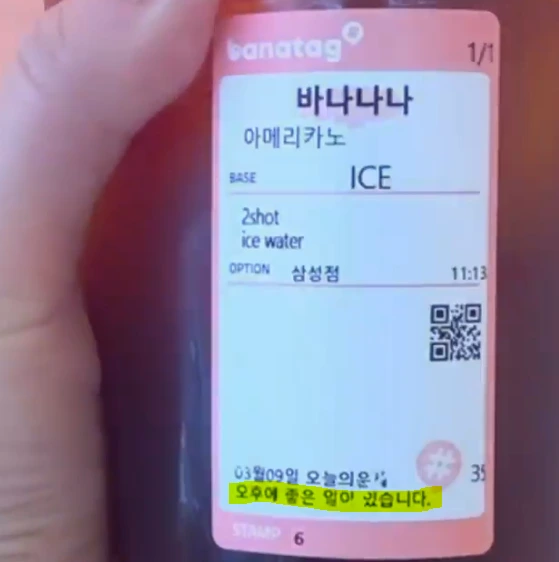 banatag
1/1
바나나나
아메리카노
BASE ICE
2shot
ice water
OPTION 삼성점 11:13
#
03월09일 오늘의운
35
오후에 좋은 일이 있습니다.
STAMP 6